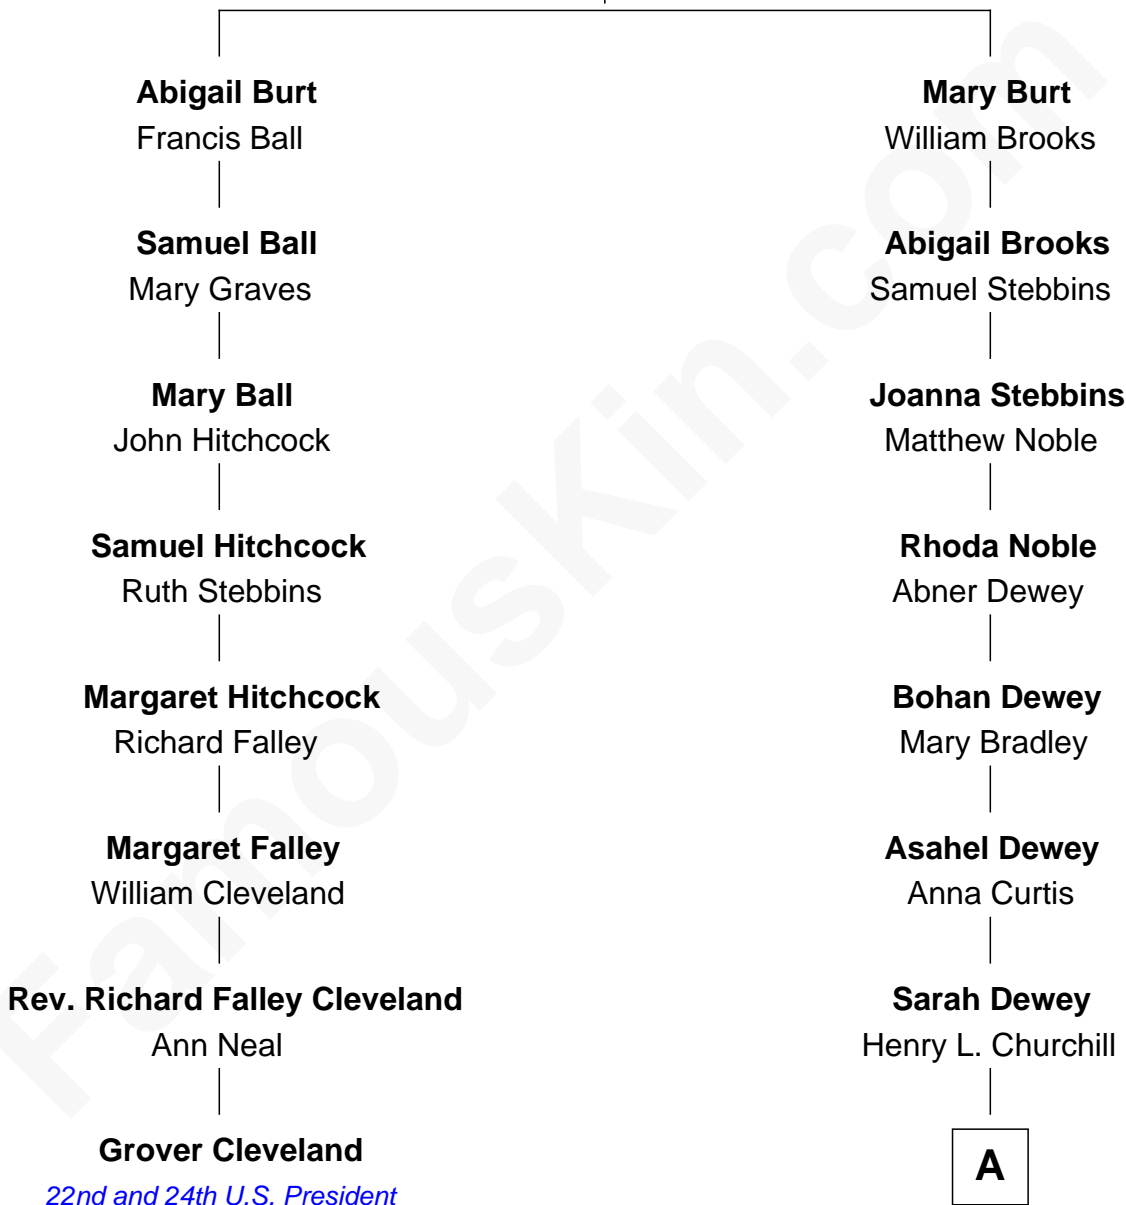 Abigail Burt
Francis Ball
Mary Burt
William Brooks
Samuel Ball
Mary Graves
Abigail Brooks
Samuel Stebbins
Mary Ball
John Hitchcock
Joanna Stebbins
Matthew Noble
Samuel Hitchcock
Ruth Stebbins
Rhoda Noble
Abner Dewey
Margaret Hitchcock
Richard Falley
Bohan Dewey
Mary Bradley
Margaret Falley
William Cleveland
Asahel Dewey
Anna Curtis
Rev. Richard Falley Cleveland
Ann Neal
Sarah Dewey
Henry L. Churchill
Grover Cleveland
22nd and 24th U.S. President
A
FamousKin.com